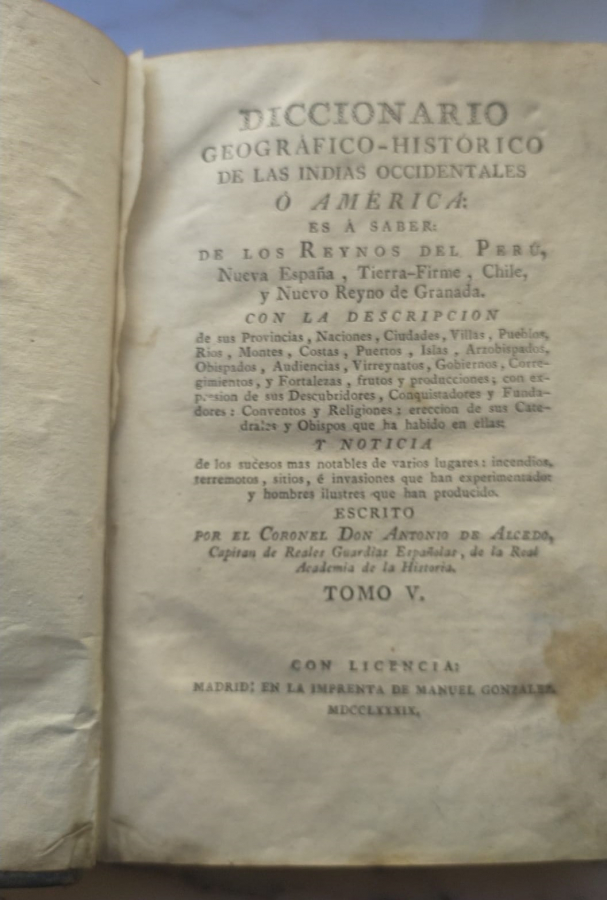 DICCIONARIO
GEOGRÁFICO-HISTÓRICO
DE LAS INDIAS OCCIDENTALES
Ó AMÉRICA:
ES Á SABER:
DE LOS REYNOS DEL PERÚ,
Nueva España, Tierra-Firme, Chile,
y Nuevo Reyno de Granada.
CON LA DESCRIPCION
de sus Provincias, Naciones, Ciudades, Villas, Pueblos,
Rios, Montes, Costas, Puertos, Islas, Arzobispados,
Obispados, Audiencias, Virreynatos, Gobiernos, Corre-
gimientos, y Fortalezas, frutos y producciones; con ex-
presion de sus Descubridores, Conquistadores y Funda-
dores: Conventos y Religiones: ereccion de sus Cate-
drales y Obispos que ha habido en ellas:
Y NOTICIA
de los sucesos mas notables de varios lugares: incendios,
terremotos, sitios, é invasiones que han experimentado:
y hombres ilustres que han producido.
ESCRITO
POR EL CORONEL DON ANTONIO DE ALCEDO,
Capitan de Reales Guardias Españolas, de la Real
Academia de la Historia.
TOMO V.
CON LICENCIA:
MADRID: EN LA IMPRENTA DE MANUEL GONZALEZ.
MDCCLXXXIX.